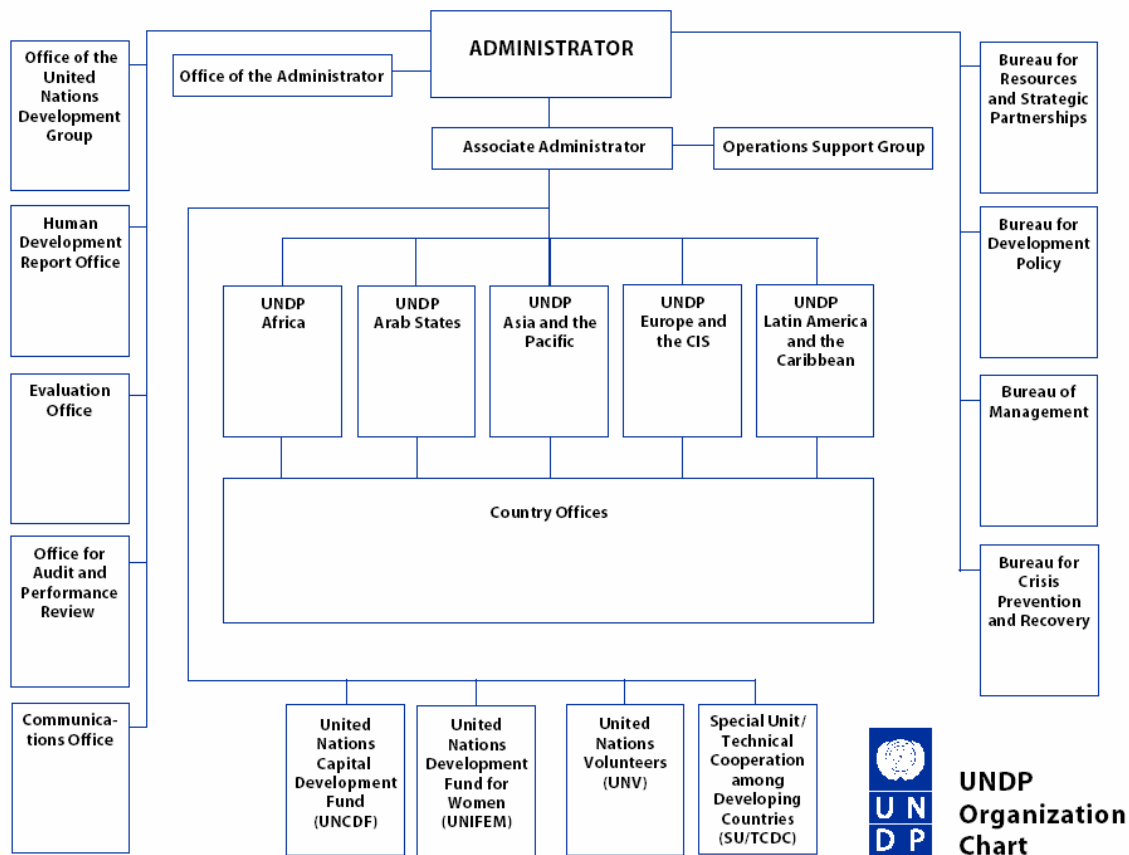 ADMINISTRATOR
Office of the Administrator
Associate Administrator
Operations Support Group
Office of the
United
Nations
Development
Group
Human
Development
Report Office
Evaluation
Office
Office for
Audit and
Performance
Review
Communica-
tions Office
UNDP
Africa
UNDP
Arab States
UNDP
Asia and the
Pacific
UNDP
Europe and
the CIS
UNDP
Latin America
and the
Caribbean
Country Offices
Bureau for
Resources
and Strategic
Partnerships
Bureau for
Development
Policy
Bureau of
Management
Bureau for
Crisis
Prevention
and Recovery
United
Nations
Capital
Development
Fund
(UNCDF)
United
Nations
Development
Fund for
Women
(UNIFEM)
United
Nations
Volunteers
(UNV)
Special Unit/
Technical
Cooperation
among
Developing
Countries
(SU/TCDC)
U N
D P
UNDP
Organization
Chart